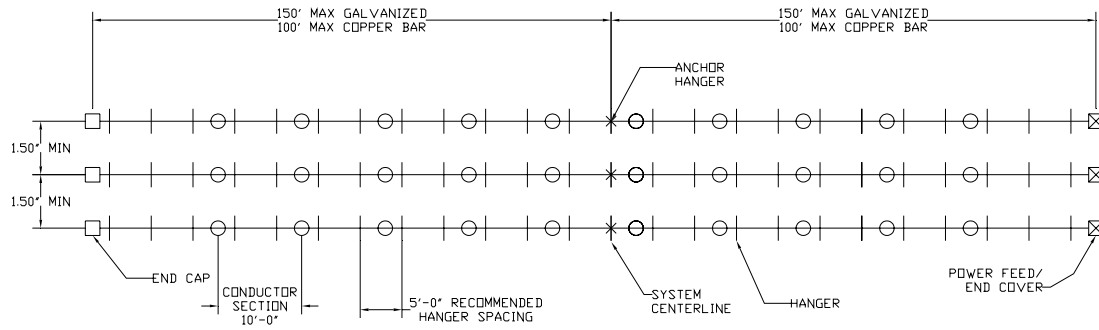 150' MAX GALVANIZED
100' MAX COPPER BAR
150' MAX GALVANIZED
100' MAX COPPER BAR
ANCHOR
HANGER
1.50" MIN
1.50" MIN
END CAP
CONDUCTOR
SECTION
10'-0"
5'-0" RECOMMENDED
HANGER SPACING
SYSTEM
CENTERLINE
HANGER
POWER FEED/
END COVER